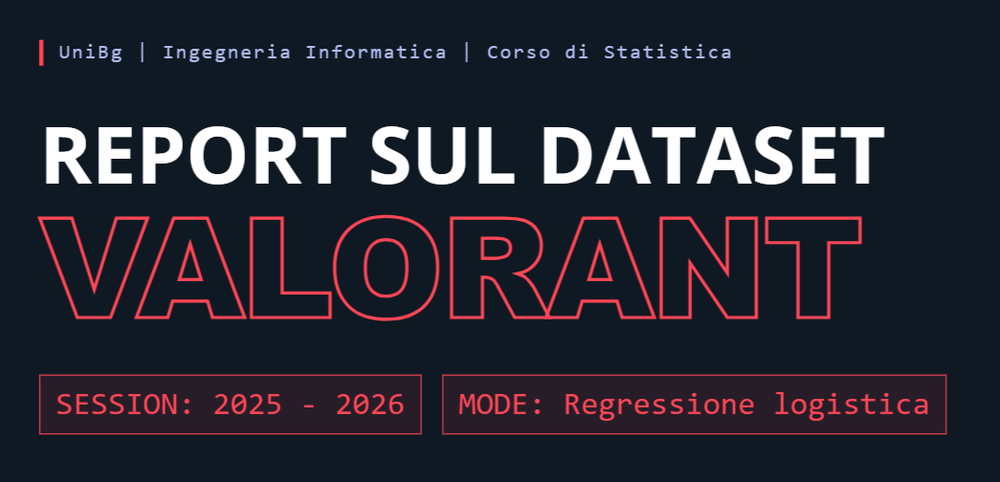 UniBg | Ingegneria Informatica | Corso di Statistica
REPORT SUL DATASET
VALORANT
SESSION: 2025 - 2026
MODE: Regressione logistica